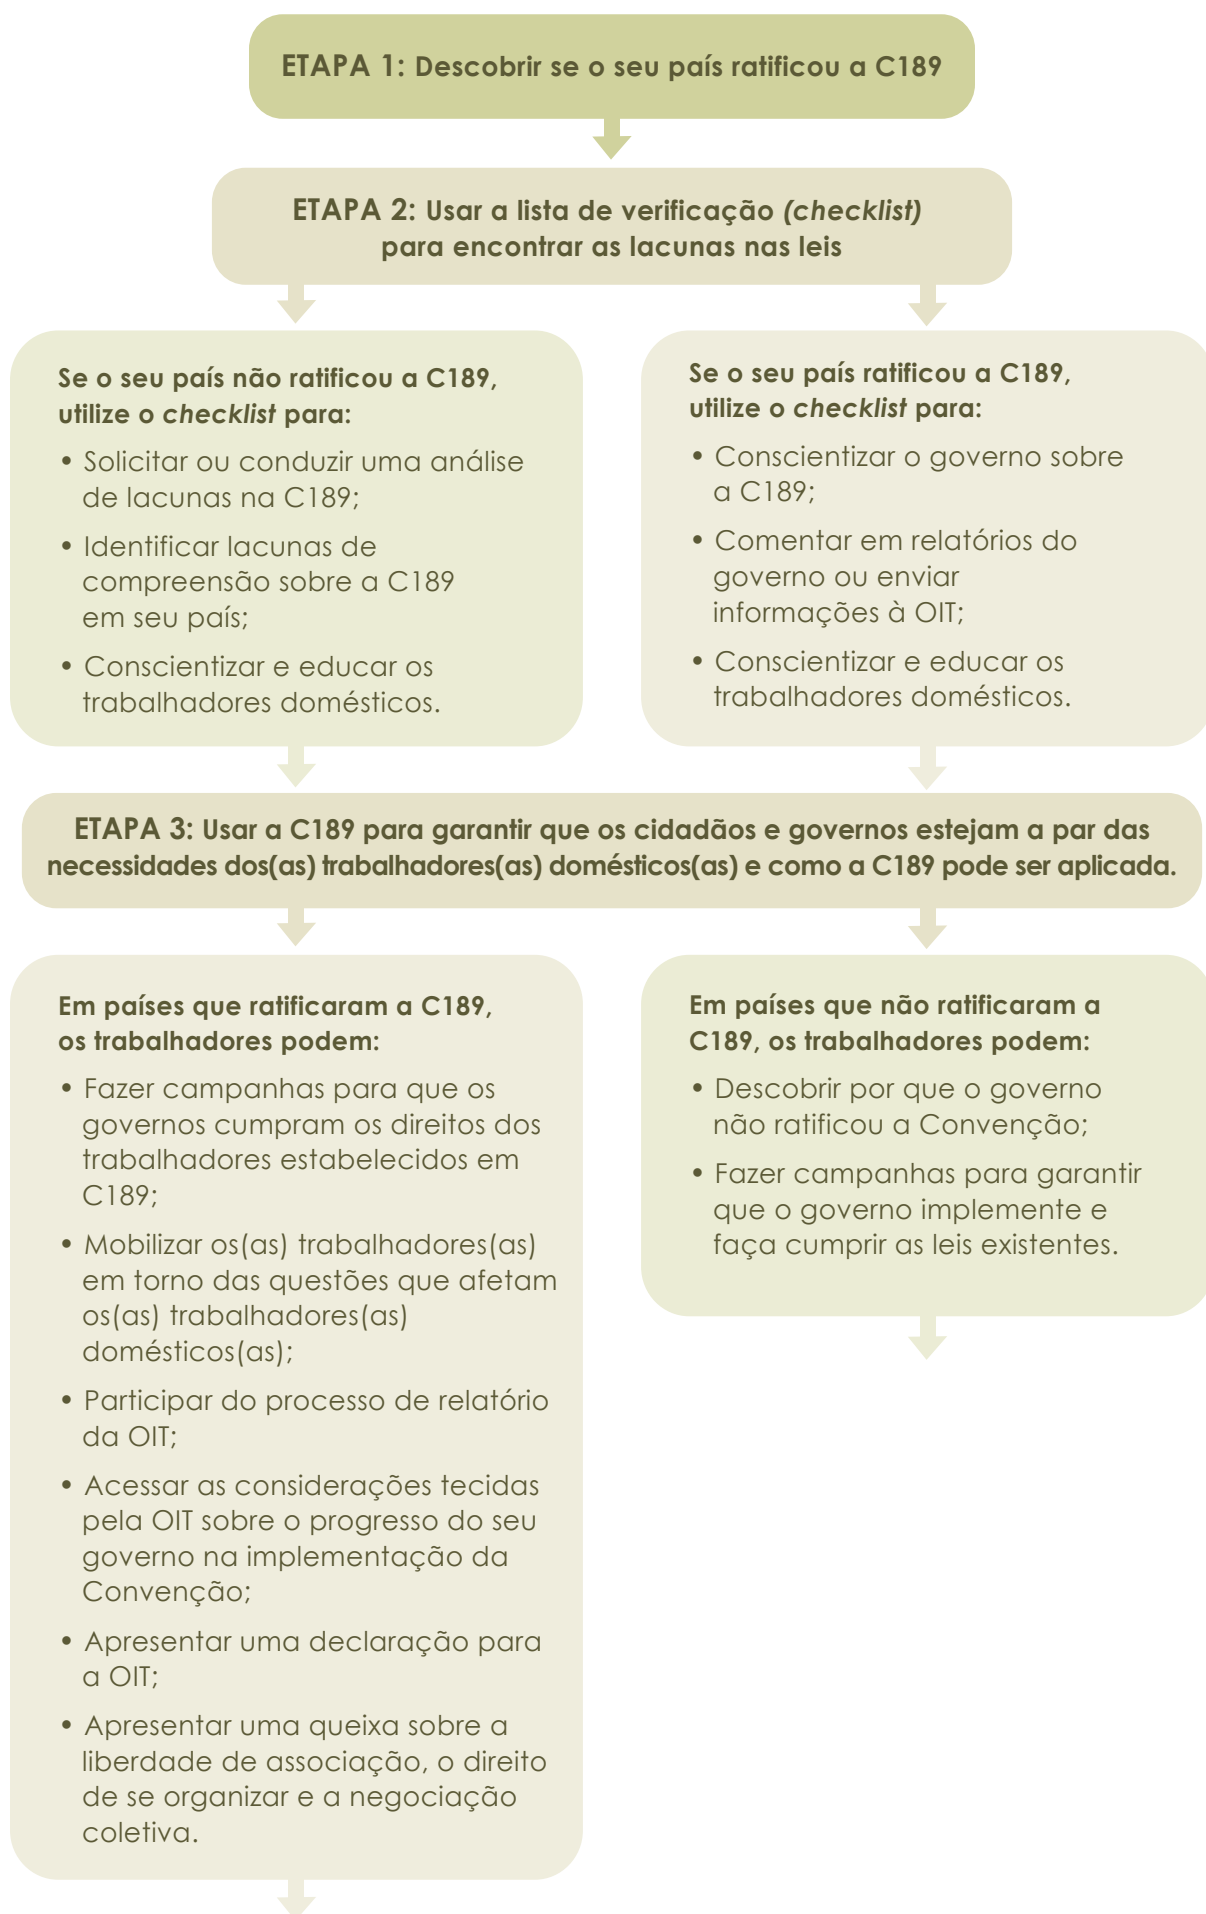 ETAPA 1: Descobrir se o seu país ratificou a C189
ETAPA 2: Usar a lista de verificação (checklist)
para encontrar as lacunas nas leis
Se o seu país não ratificou a C189,
utilize o checklist para:
• Solicitar ou conduzir uma análise
de lacunas na C189;
• Identificar lacunas de
compreensão sobre a C189
em seu país;
• Conscientizar e educar os
trabalhadores domésticos.
Se o seu país ratificou a C189,
utilize o checklist para:
• Conscientizar o governo sobre
a C189;
• Comentar em relatórios do
governo ou enviar
informações à OIT;
• Conscientizar e educar os
trabalhadores domésticos.
ETAPA 3: Usar a C189 para garantir que os cidadãos e governos estejam a par das
necessidades dos(as) trabalhadores(as) domésticos(as) e como a C189 pode ser aplicada.
Em países que ratificaram a C189,
os trabalhadores podem:
• Fazer campanhas para que os
governos cumpram os direitos dos
trabalhadores estabelecidos em
C189;
• Mobilizar os(as) trabalhadores(as)
em torno das questões que afetam
os(as) trabalhadores(as)
domésticos(as);
• Participar do processo de relatório
da OIT;
• Acessar as considerações tecidas
pela OIT sobre o progresso do seu
governo na implementação da
Convenção;
• Apresentar uma declaração para
a OIT;
• Apresentar uma queixa sobre a
liberdade de associação, o direito
de se organizar e a negociação
coletiva.
Em países que não ratificaram a
C189, os trabalhadores podem:
• Descobrir por que o governo
não ratificou a Convenção;
• Fazer campanhas para garantir
que o governo implemente e
faça cumprir as leis existentes.